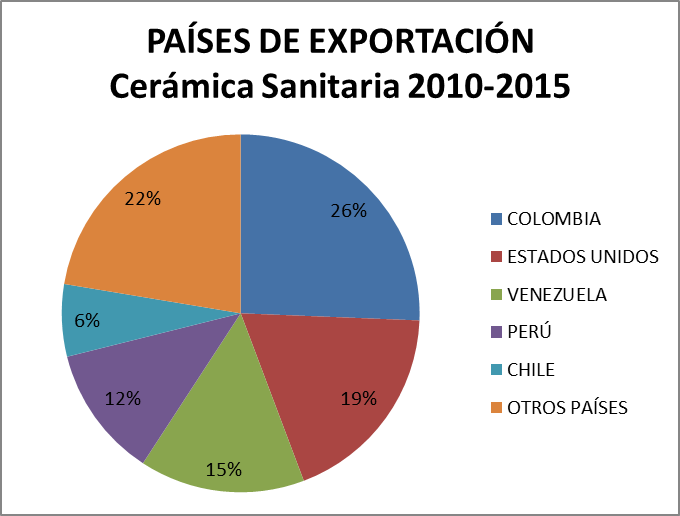 PAÍSES DE EXPORTACIÓN
Cerámica Sanitaria 2010-2015
22%
26%
6%
12%
19%
15%
COLOMBIA
ESTADOS UNIDOS
VENEZUELA
PERÚ
CHILE
OTROS PAÍSES